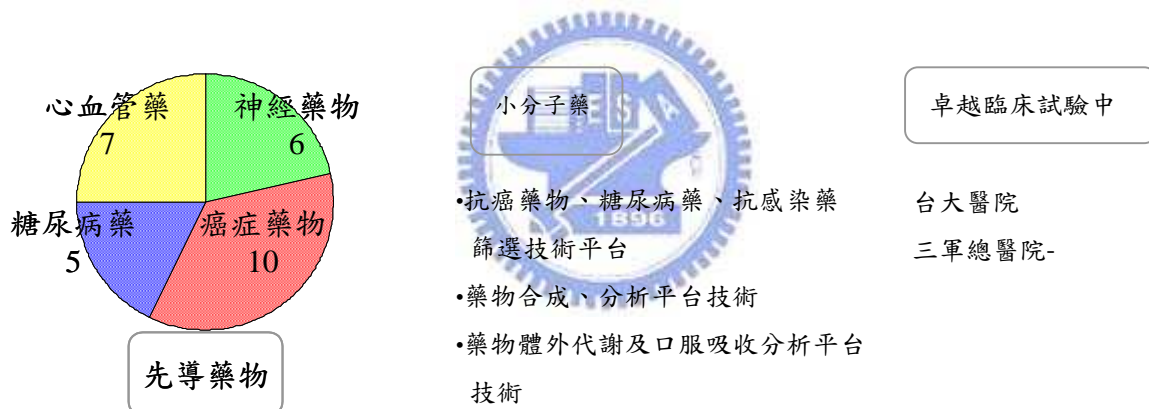 心血管藥
7
神經藥物
6
糖尿病藥
5
癌症藥物
10
先導藥物
小分子藥
•抗癌藥物、糖尿病藥、抗感染藥
篩選技術平台
•藥物合成、分析平台技術
•藥物體外代謝及口服吸收分析平台
技術
卓越臨床試驗中
台大醫院
三軍總醫院-
E S A
1896